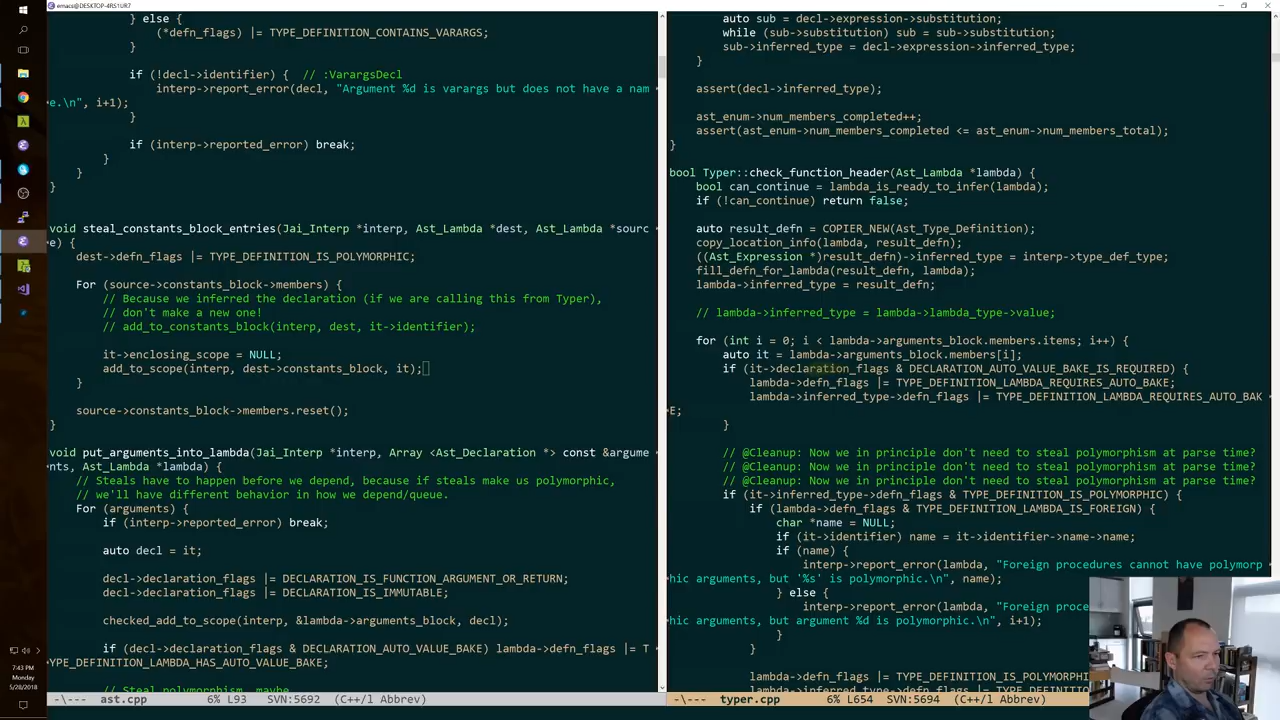 emacs@DESKTOP-4RS1UR7
} else {
(*defn_flags) |= TYPE_DEFINITION_CONTAINS_VARARGS;
}
if (!decl->identifier) {  // :VarargsDecl
interp->report_error(decl, "Argument %d is varargs but does not have a nam
e.\n", i+1);
}
if (interp->reported_error) break;
}
}
}
void steal_constants_block_entries(Jai_Interp *interp, Ast_Lambda *dest, Ast_Lambda *sourc
e) {
dest->defn_flags |= TYPE_DEFINITION_IS_POLYMORPHIC;
For (source->constants_block->members) {
// Because we inferred the declaration (if we are calling this from Typer),
// don't make a new one!
// add_to_constants_block(interp, dest, it->identifier);
it->enclosing_scope = NULL;
add_to_scope(interp, dest->constants_block, it);
}
source->constants_block->members.reset();
}
void put_arguments_into_lambda(Jai_Interp *interp, Array <Ast_Declaration *> const &argume
nts, Ast_Lambda *lambda) {
// Steals have to happen before we depend, because if steals make us polymorphic,
// we'll have different behavior in how we depend/queue.
For (arguments) {
if (interp->reported_error) break;
auto decl = it;
decl->declaration_flags |= DECLARATION_IS_FUNCTION_ARGUMENT_OR_RETURN;
decl->declaration_flags |= DECLARATION_IS_IMMUTABLE;
checked_add_to_scope(interp, &lambda->arguments_block, decl);
if (decl->declaration_flags & DECLARATION_AUTO_VALUE_BAKE) lambda->defn_flags |= T
YPE_DEFINITION_LAMBDA_HAS_AUTO_VALUE_BAKE;
// Steal polymorphism, maybe
-\--- ast.cpp 6% L93 SVN:5692 (C++/l Abbrev)
auto sub = decl->expression->substitution;
while (sub->substitution) sub = sub->substitution;
sub->inferred_type = decl->expression->inferred_type;
}
assert(decl->inferred_type);
ast_enum->num_members_completed++;
assert(ast_enum->num_members_completed <= ast_enum->num_members_total);
}
bool Typer::check_function_header(Ast_Lambda *lambda) {
bool can_continue = lambda_is_ready_to_infer(lambda);
if (!can_continue) return false;
auto result_defn = COPIER_NEW(Ast_Type_Definition);
copy_location_info(lambda, result_defn);
((Ast_Expression *)result_defn)->inferred_type = interp->type_def_type;
fill_defn_for_lambda(result_defn, lambda);
lambda->inferred_type = result_defn;
// lambda->inferred_type = lambda->lambda_type->value;
for (int i = 0; i < lambda->arguments_block.members.items; i++) {
auto it = lambda->arguments_block.members[i];
if (it->declaration_flags & DECLARATION_AUTO_VALUE_BAKE_IS_REQUIRED) {
lambda->defn_flags |= TYPE_DEFINITION_LAMBDA_REQUIRES_AUTO_BAKE;
lambda->inferred_type->defn_flags |= TYPE_DEFINITION_LAMBDA_REQUIRES_AUTO_BAK
E;
}
// @Cleanup: Now we in principle don't need to steal polymorphism at parse time?
// @Cleanup: Now we in principle don't need to steal polymorphism at parse time?
// @Cleanup: Now we in principle don't need to steal polymorphism at parse time?
if (it->inferred_type->defn_flags & TYPE_DEFINITION_IS_POLYMORPHIC) {
if (lambda->defn_flags & TYPE_DEFINITION_LAMBDA_IS_FOREIGN) {
char *name = NULL;
if (it->identifier) name = it->identifier->name->name;
if (name) {
interp->report_error(lambda, "Foreign procedures cannot have polymorp
hic arguments, but '%s' is polymorphic.\n", name);
} else {
interp->report_error(lambda, "Foreign proce
hic arguments, but argument %d is polymorphic.\n", i+1);
}
}
lambda->defn_flags |= TYPE_DEFINITION_IS_PO
-\--- typer.cpp 6% L654 SVN:5694 (C++/l Abbrev)
7:43 PM
Monday
5/28/2018